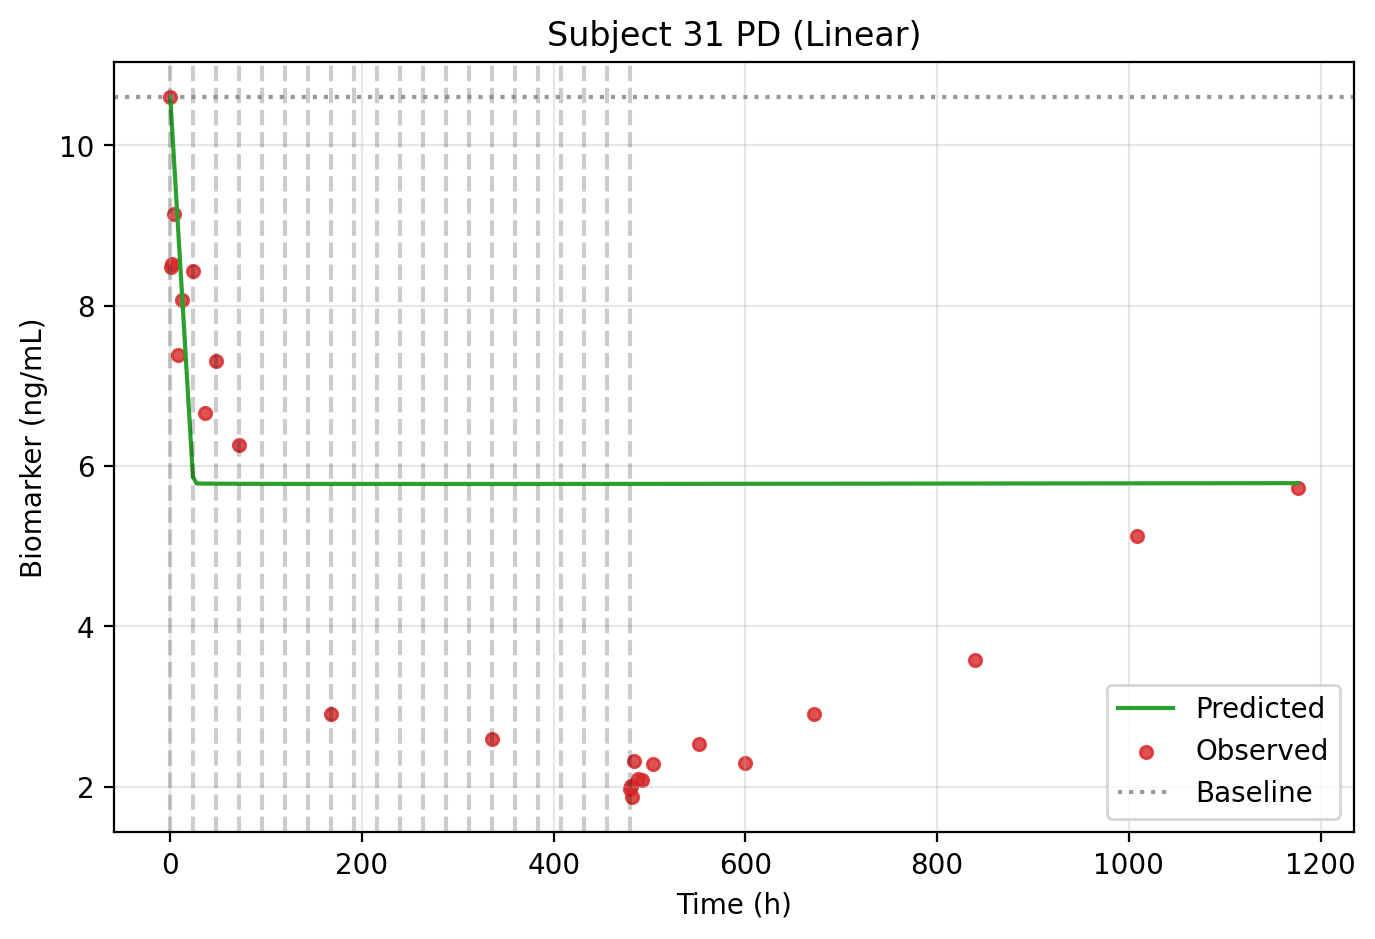 Subject 31 PD (Linear)
Biomarker (ng/mL)
10
8
6
4
2
Predicted
Observed
Baseline
0
200
400
600
800
1000
1200
Time (h)